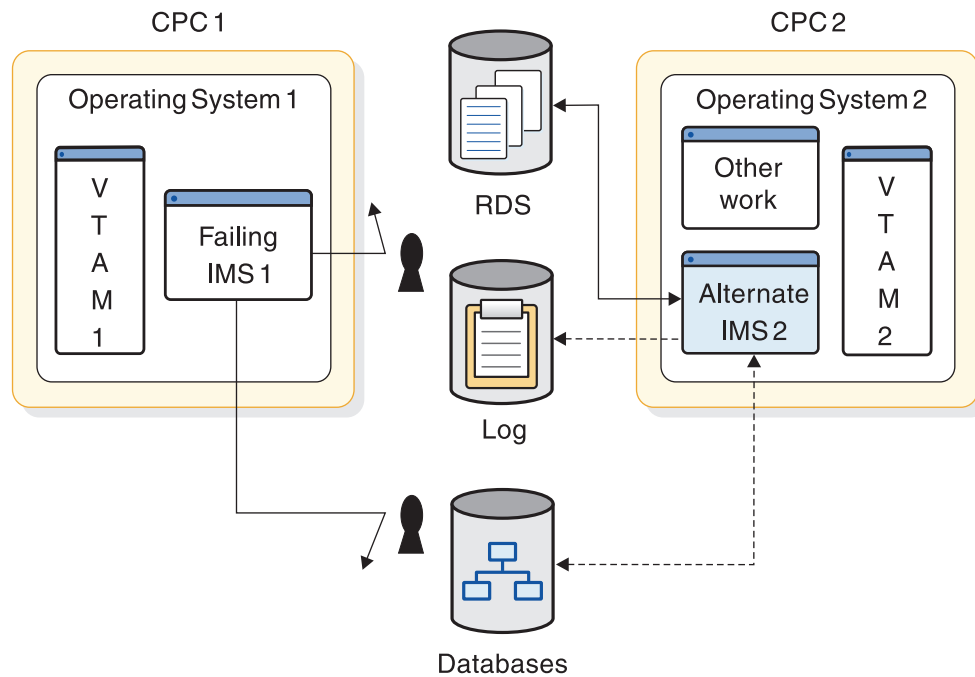 CPC 1
CPC 2
Operating System 1
V
T
A
M
1
Failing
IMS 1
RDS
Log
Databases
Operating System 2
Other
work
Alternate
IMS 2
V
T
A
M
2